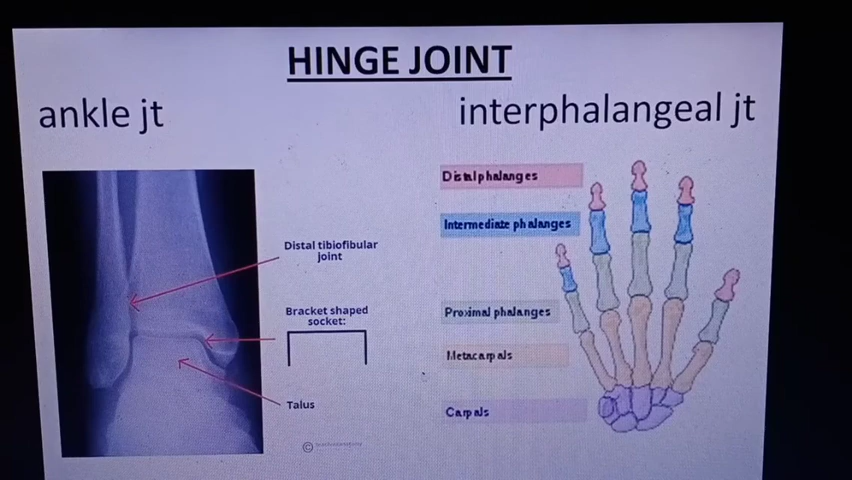 HINGE JOINT
ankle jt
interphalangeal jt
Distal tibiofibular
joint
Bracket shaped
socket:
Talus
Distal phalanges
Intermediate phalanges
Proximal phalanges
Metacarpals
Carpals
©